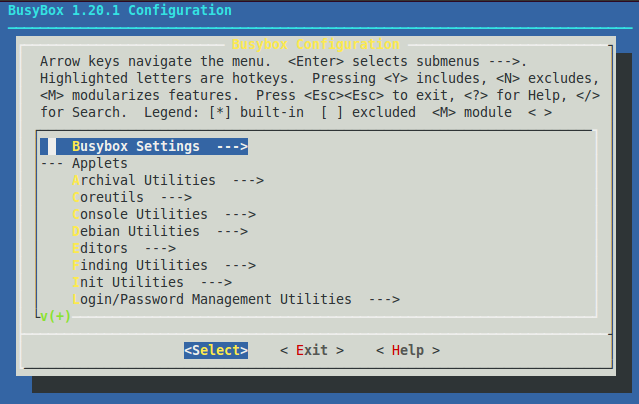 BusyBox 1.20.1 Configuration
Busybox Configuration
Arrow keys navigate the menu.  <Enter> selects submenus --->.
Highlighted letters are hotkeys.  Pressing <Y> includes, <N> excludes,
<M> modularizes features.  Press <Esc><Esc> to exit, <?> for Help, </>
for Search.  Legend: [*] built-in  [ ] excluded  <M> module  < >
Busybox Settings  --->
--- Applets
Archival Utilities  --->
Coreutils  --->
Console Utilities  --->
Debian Utilities  --->
Editors  --->
Finding Utilities  --->
Init Utilities  --->
Login/Password Management Utilities  --->
v(+)
<Select>    < Exit >    < Help >